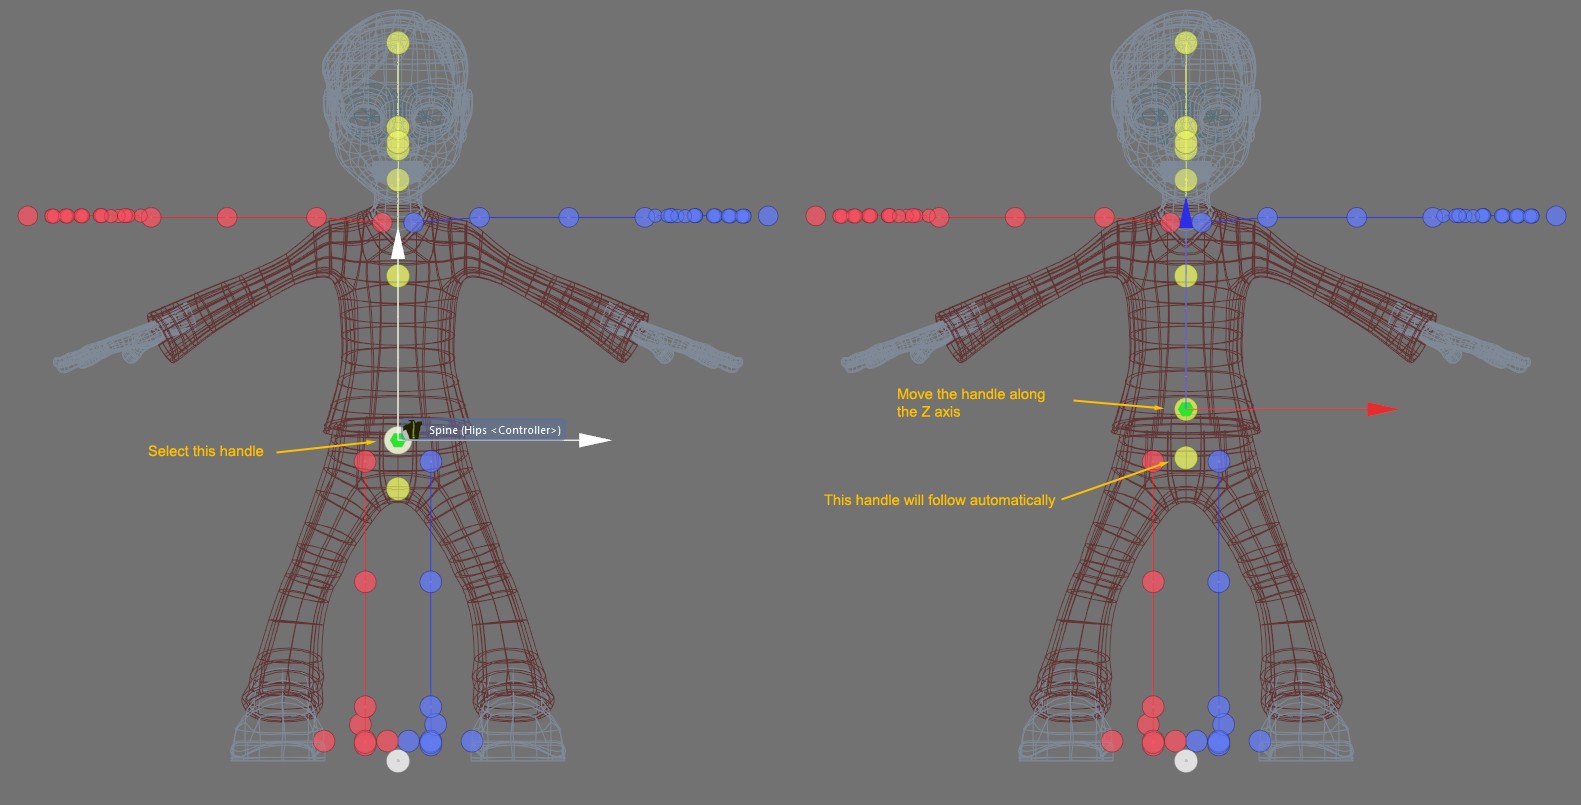 Spine (Hips <Controller>)
Select this handle
Move the handle along
the Z axis
This handle will follow automatically